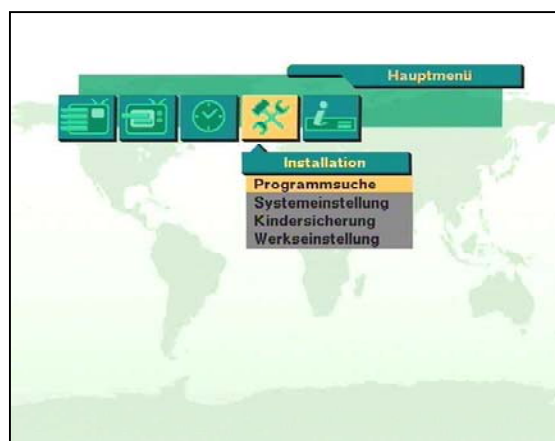 Hauptmenü
Installation
Programmsuche
Systemeinstellung
Kindersicherung
Werkseinstellung